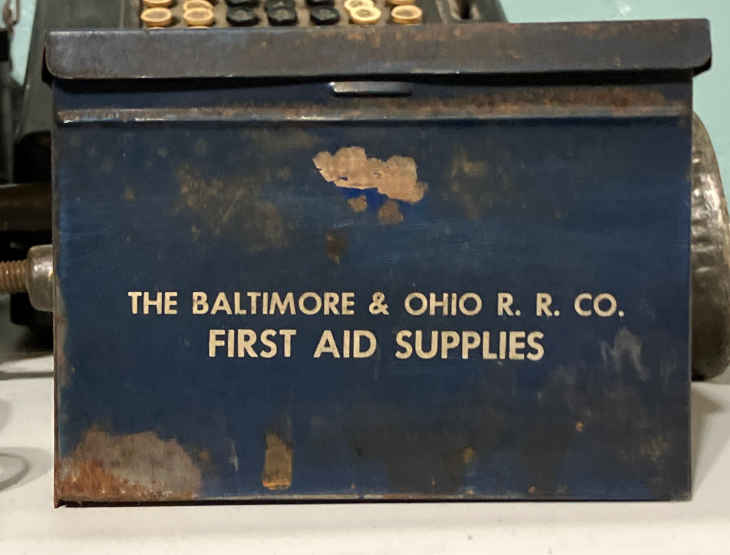 THE BALTIMORE & OHIO R. R. CO.
FIRST AID SUPPLIES